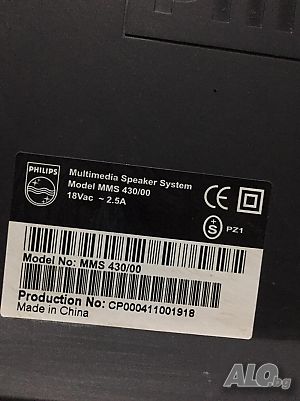 PHILIPS
Multimedia Speaker System
Model MMS 430/00
18Vac ~ 2.5A
CE
S
PZ1
Model No: MMS 430/00
Production No: CP000411001918
Made in China
ALO.bg